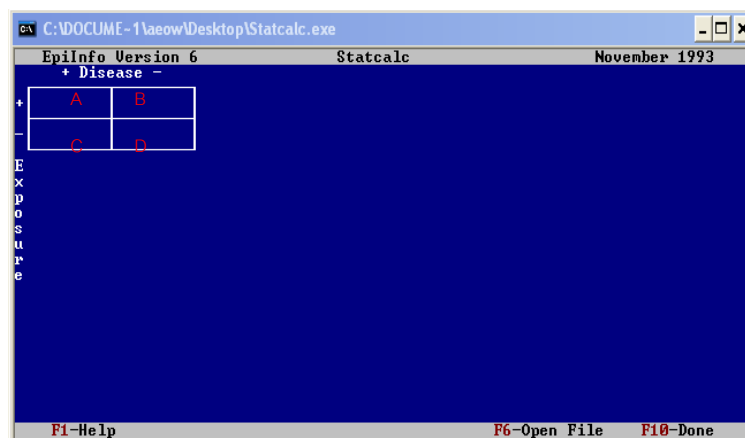 C:\DOCUME~1\aeow\Desktop\Statcalc.exe
EpiInfo Version 6 Statcalc November 1993
+ Disease -
+ A B
-
C D
E
x
p
o
s
u
r
e
F1-Help F6-Open File F10-Done